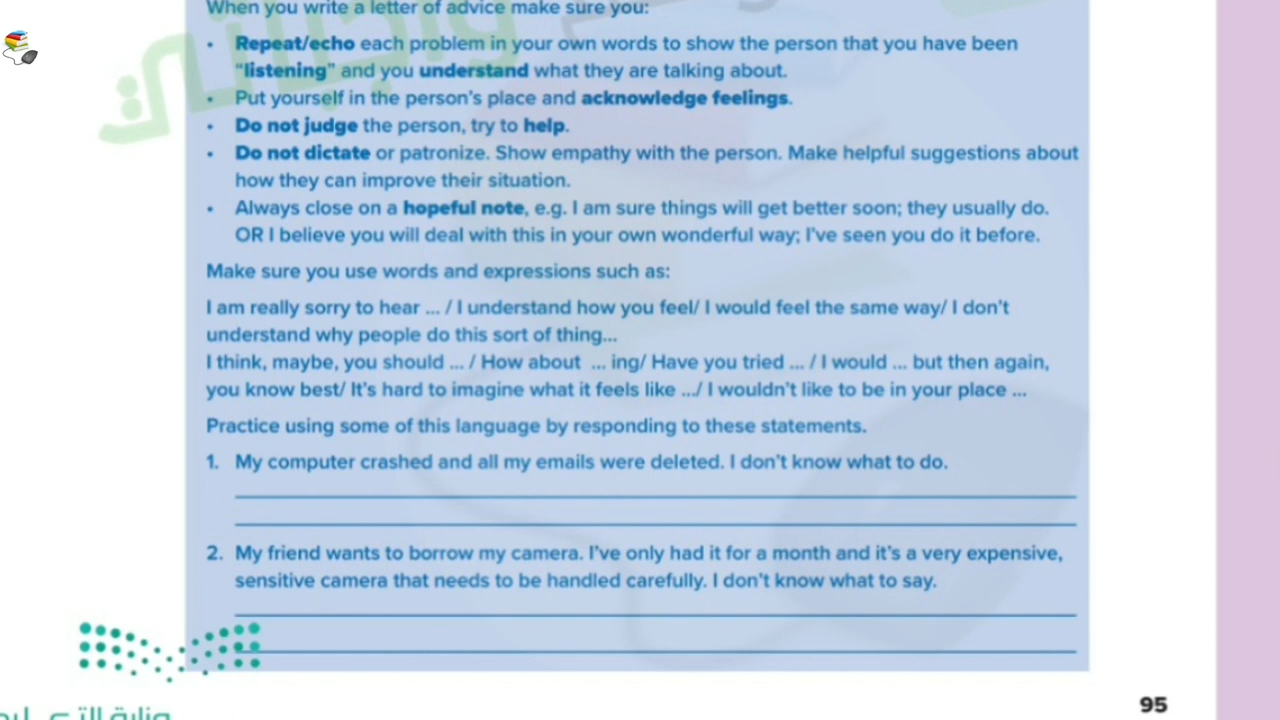 When you write a letter of advice make sure you:
• Repeat/echo each problem in your own words to show the person that you have been
“listening” and you understand what they are talking about.
• Put yourself in the person's place and acknowledge feelings.
• Do not judge the person, try to help.
• Do not dictate or patronize. Show empathy with the person. Make helpful suggestions about
how they can improve their situation.
• Always close on a hopeful note, e.g. I am sure things will get better soon; they usually do.
OR I believe you will deal with this in your own wonderful way; I've seen you do it before.
Make sure you use words and expressions such as:
I am really sorry to hear ... / I understand how you feel/ I would feel the same way/ I don't
understand why people do this sort of thing...
I think, maybe, you should ... / How about ... ing/ Have you tried ... / I would ... but then again,
you know best/ It's hard to imagine what it feels like .../ I wouldn't like to be in your place ...
Practice using some of this language by responding to these statements.
1. My computer crashed and all my emails were deleted. I don't know what to do.
2. My friend wants to borrow my camera. I've only had it for a month and it's a very expensive,
sensitive camera that needs to be handled carefully. I don't know what to say.
95